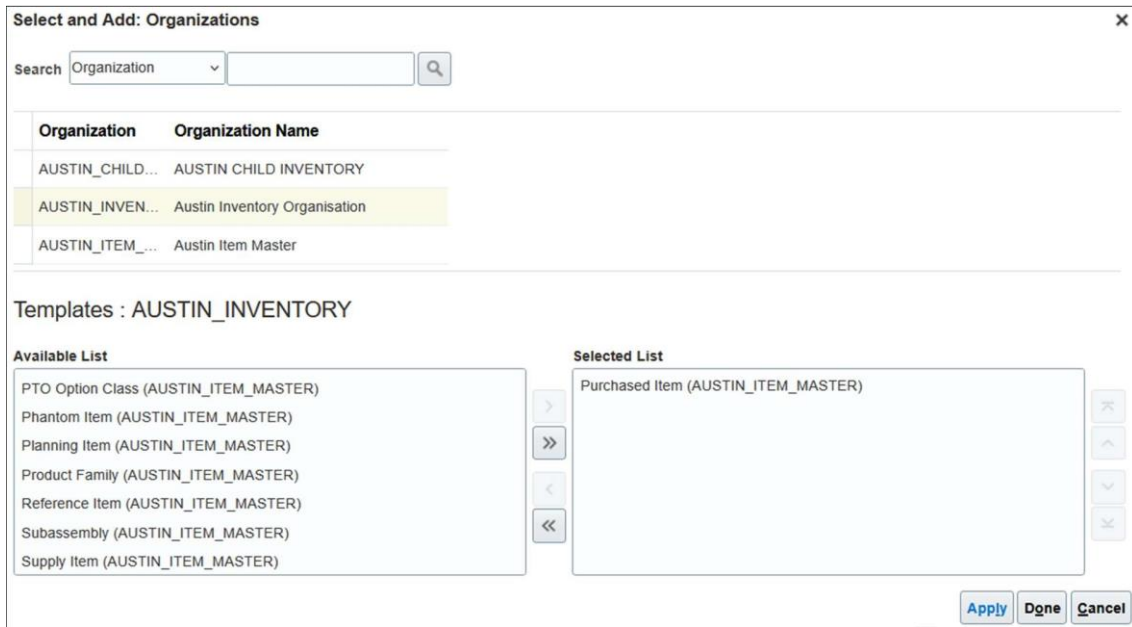 Select and Add: Organizations
Search Organization
Organization Organization Name
AUSTIN_CHILD... AUSTIN CHILD INVENTORY
AUSTIN_INVEN... Austin Inventory Organisation
AUSTIN_ITEM_... Austin Item Master
Templates : AUSTIN_INVENTORY
Available List
PTO Option Class (AUSTIN_ITEM_MASTER)
Phantom Item (AUSTIN_ITEM_MASTER)
Planning Item (AUSTIN_ITEM_MASTER)
Product Family (AUSTIN_ITEM_MASTER)
Reference Item (AUSTIN_ITEM_MASTER)
Subassembly (AUSTIN_ITEM_MASTER)
Supply Item (AUSTIN_ITEM_MASTER)
Selected List
Purchased Item (AUSTIN_ITEM_MASTER)
Apply Done Cancel